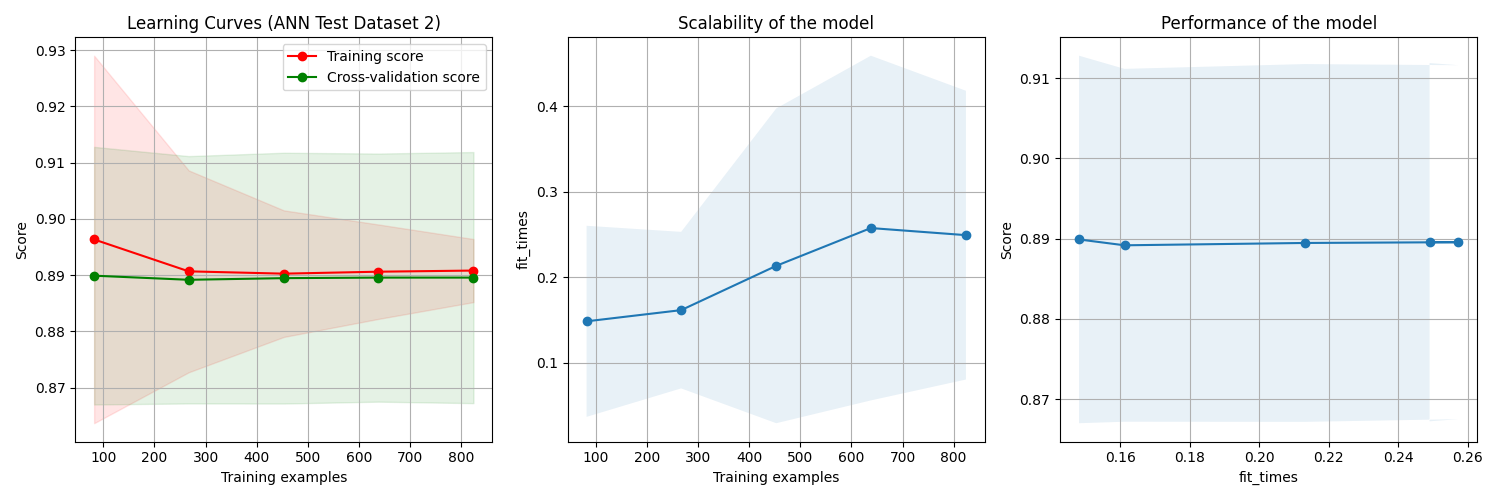 Learning Curves (ANN Test Dataset 2)
Training score
Cross-validation score
0.93
0.92
0.91
0.90
0.89
0.88
0.87
Score
100 200 300 400 500 600 700 800
Training examples
Scalability of the model
0.4
0.3
0.2
0.1
fit_times
100 200 300 400 500 600 700 800
Training examples
Performance of the model
0.91
0.90
0.89
0.88
0.87
Score
0.16 0.18 0.20 0.22 0.24 0.26
fit_times